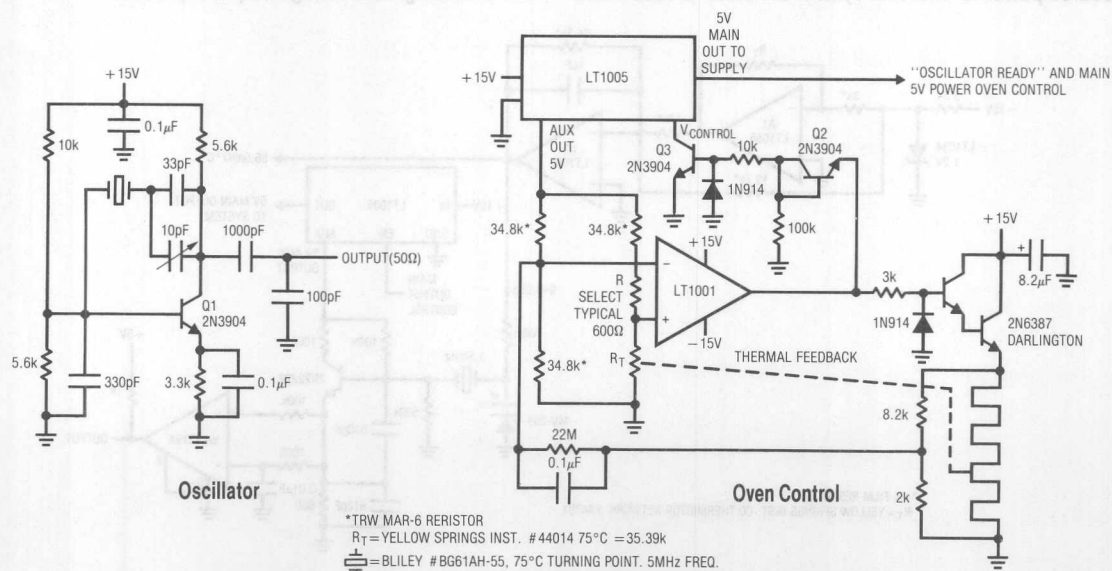 +15V
10k
0.1μF
5.6k
33pF
10pF
1000pF
OUTPUT(50Ω)
100pF
Q1
2N3904
5.6k
330pF
3.3k
0.1μF
Oscillator
5V
MAIN
OUT TO
SUPPLY
LT1005
+15V
"OSCILLATOR READY" AND MAIN
5V POWER OVEN CONTROL
AUX
OUT
5V
VCONTROL
Q3
2N3904
10k
Q2
2N3904
1N914
100k
34.8k*
34.8k*
+15V
R
SELECT
TYPICAL
600Ω
−
LT1001
+
−15V
34.8k*
RT
3k
1N914
+15V
+
8.2μF
2N6387
DARLINGTON
THERMAL FEEDBACK
8.2k
22M
0.1μF
2k
Oven Control
*TRW MAR-6 RERISTOR
RT=YELLOW SPRINGS INST. #44014 75°C =35.39k
=BLILEY #BG61AH-55, 75°C TURNING POINT. 5MHz FREQ.